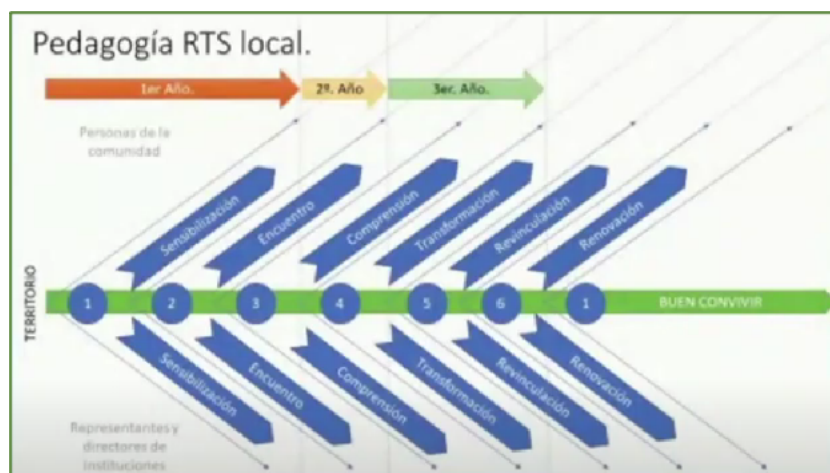 Pedagogía RTS local.
1er Año.
2º. Año
3er. Año.
Personas de la
comunidad
Sensibilización
Encuentro
Comprensión
Transformación
Revinculación
Renovación
TERRITORIO
1
2
3
4
5
6
1
BUEN CONVIVIR
Sensibilización
Encuentro
Comprensión
Transformación
Revinculación
Renovación
Representantes y
directores de
instituciones